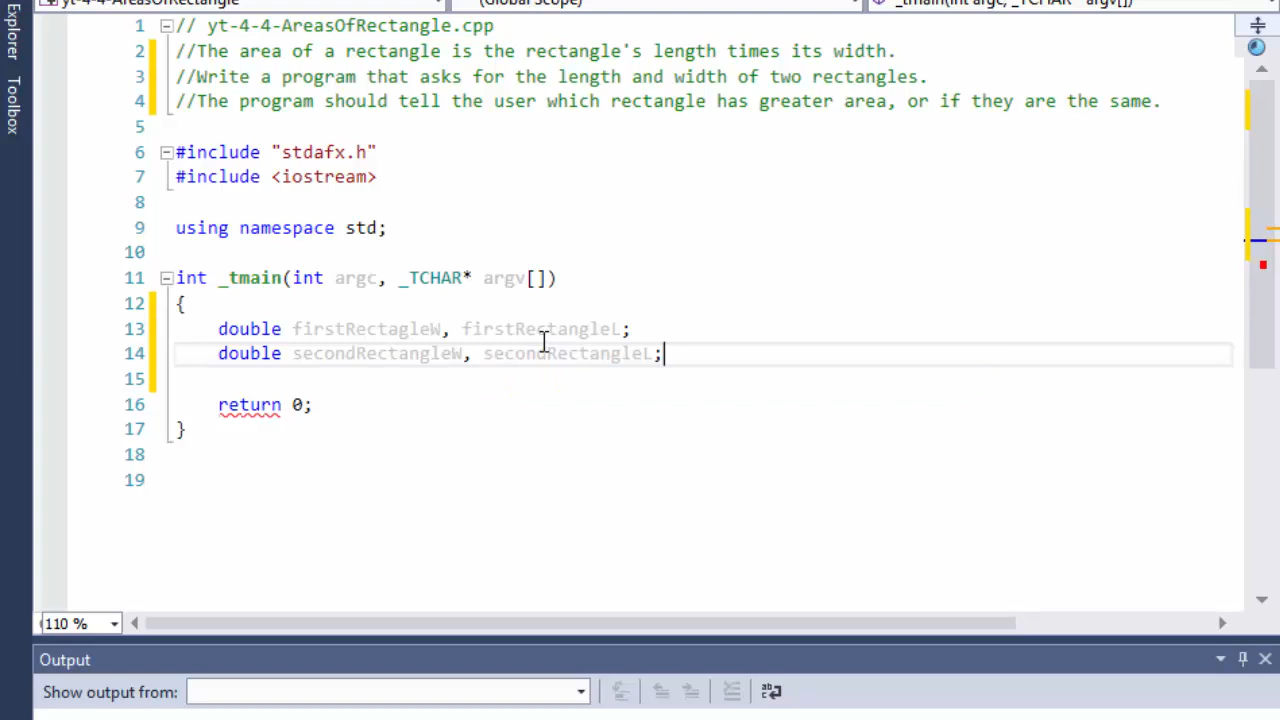 yt-4-4-AreasOfRectangle (Global Scope) _tmain(int argc, _TCHAR * argv[])
Explorer
Toolbox
1 // yt-4-4-AreasOfRectangle.cpp
2 //The area of a rectangle is the rectangle's length times its width.
3 //Write a program that asks for the length and width of two rectangles.
4 //The program should tell the user which rectangle has greater area, or if they are the same.
5
6 #include "stdafx.h"
7 #include <iostream>
8
9 using namespace std;
10
11 int _tmain(int argc, _TCHAR* argv[])
12 {
13 double firstRectagleW, firstRectangleL;
14 double secondRectangleW, secondRectangleL;
15
16 return 0;
17 }
18
19
110 %
Output
Show output from: